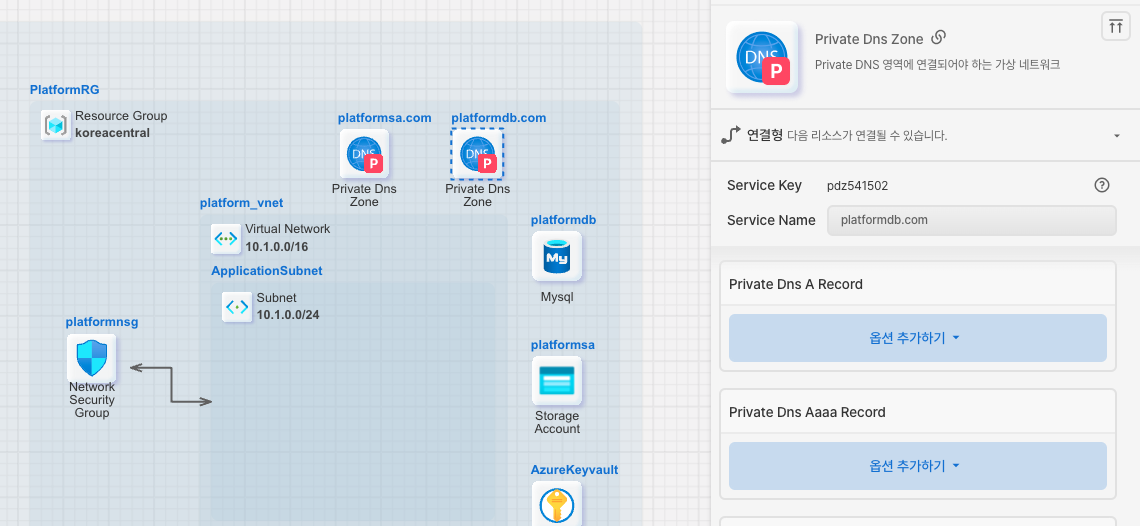 PlatformRG
Resource Group
koreacentral
platformsa.com
DNS
P
Private Dns
Zone
platformdb.com
DNS
P
Private Dns
Zone
platform_vnet
Virtual Network
10.1.0.0/16
ApplicationSubnet
Subnet
10.1.0.0/24
platformnsg
Network
Security
Group
platformdb
My
Mysql
platformsa
Storage
Account
AzureKeyvault
DNS
P
Private Dns Zone
Private DNS 영역에 연결되어야 하는 가상 네트워크
연결형 다음 리소스가 연결될 수 있습니다.
Service Key pdz541502
Service Name platformdb.com
Private Dns A Record
옵션 추가하기
Private Dns Aaaa Record
옵션 추가하기